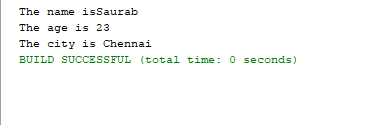 The name isSaurab
The age is 23
The city is Chennai
BUILD SUCCESSFUL (total time: 0 seconds)